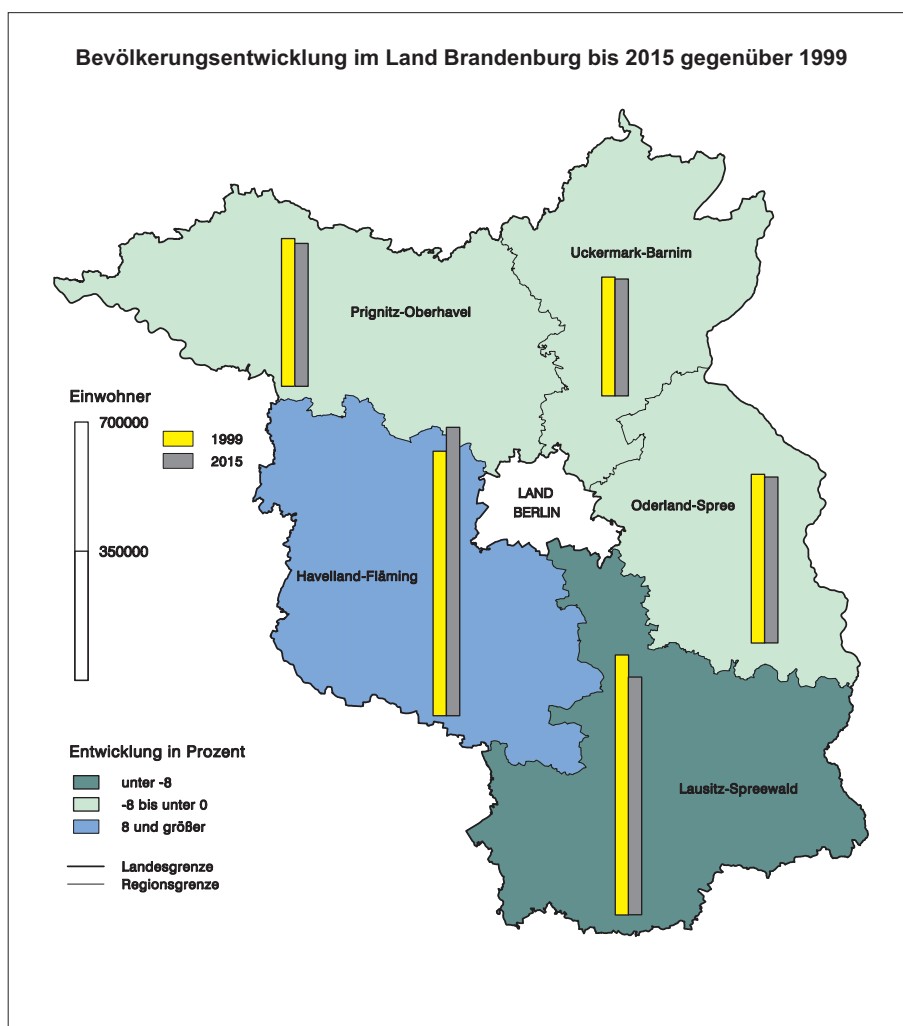 Bevölkerungsentwicklung im Land Brandenburg bis 2015 gegenüber 1999
Uckermark-Barnim
Prignitz-Oberhavel
Einwohner
700000
1999
2015
350000
LAND
BERLIN
Oderland-Spree
Havelland-Fläming
Lausitz-Spreewald
Entwicklung in Prozent
unter -8
-8 bis unter 0
8 und größer
Landesgrenze
Regionsgrenze